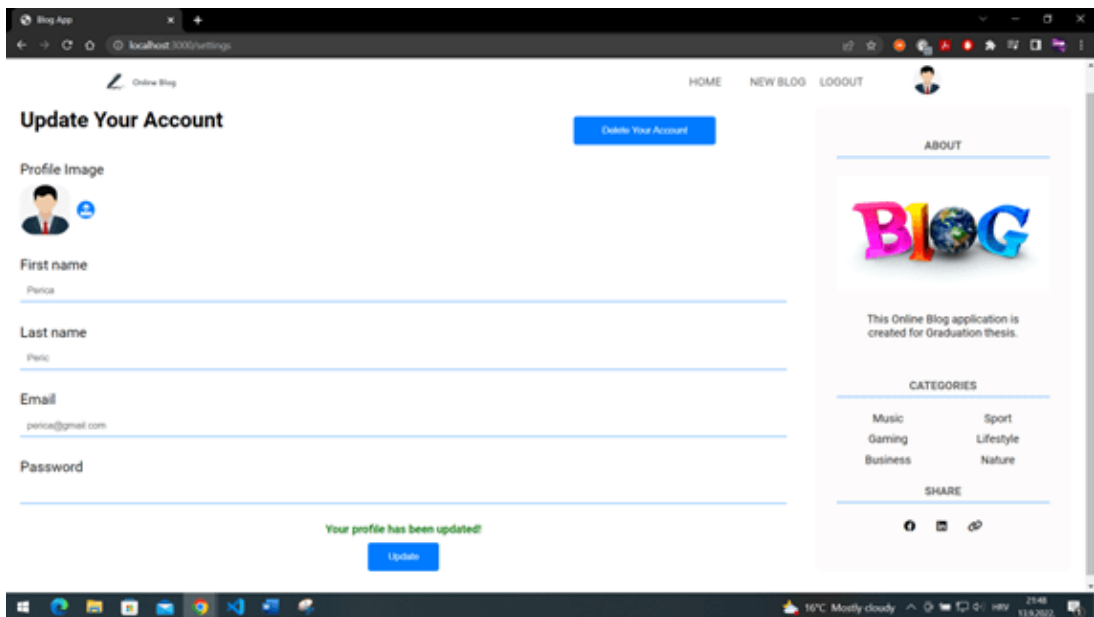 Blog App
localhost:3000/settings
Online Blog
HOME NEW BLOG LOGOUT
Update Your Account
Delete Your Account
Profile Image
First name
Perica
Last name
Peric
Email
perica@gmail.com
Password
Your profile has been updated!
Update
ABOUT
BLOG
This Online Blog application is
created for Graduation thesis.
CATEGORIES
Music Sport
Gaming Lifestyle
Business Nature
SHARE
16°C Mostly cloudy HRV 21:48
13.9.2022.